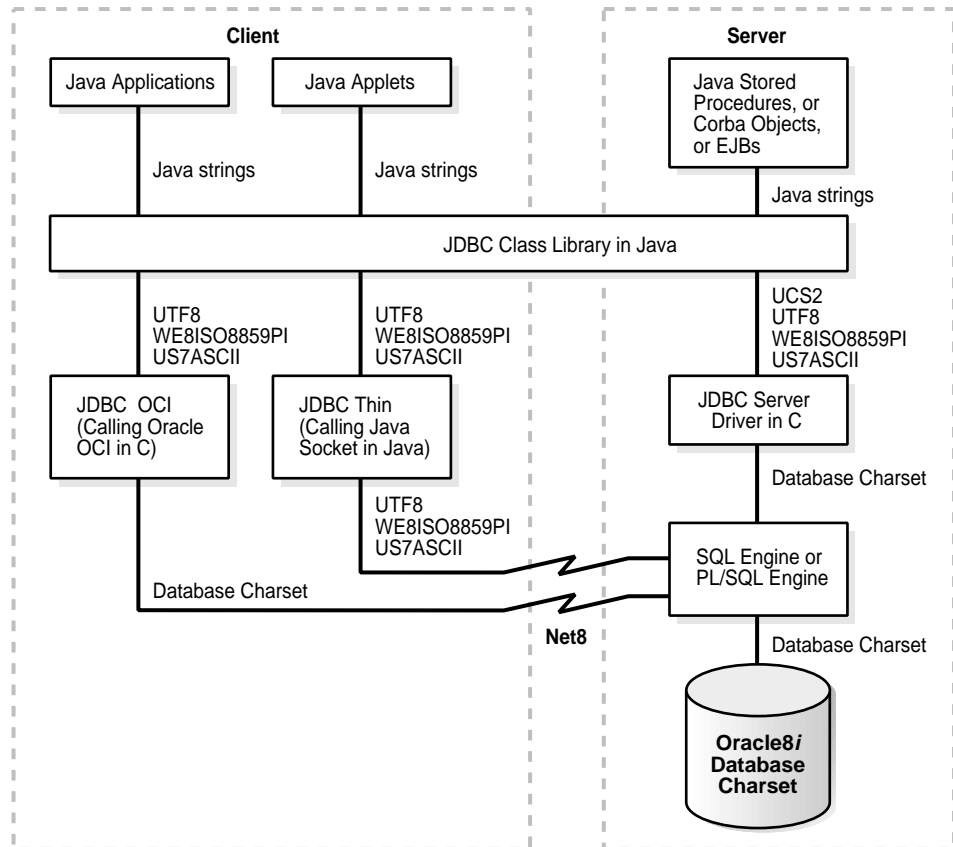 Client
Server
Java Applications
Java Applets
Java Stored
Procedures, or
Corba Objects,
or EJBs
Java strings
Java strings
Java strings
JDBC Class Library in Java
UTF8
WE8ISO8859PI
US7ASCII
UTF8
WE8ISO8859PI
US7ASCII
UCS2
UTF8
WE8ISO8859PI
US7ASCII
JDBC OCI
(Calling Oracle
OCI in C)
JDBC Thin
(Calling Java
Socket in Java)
JDBC Server
Driver in C
Database Charset
UTF8
WE8ISO8859PI
US7ASCII
SQL Engine or
PL/SQL Engine
Database Charset
Net8
Database Charset
Oracle8i
Database
Charset